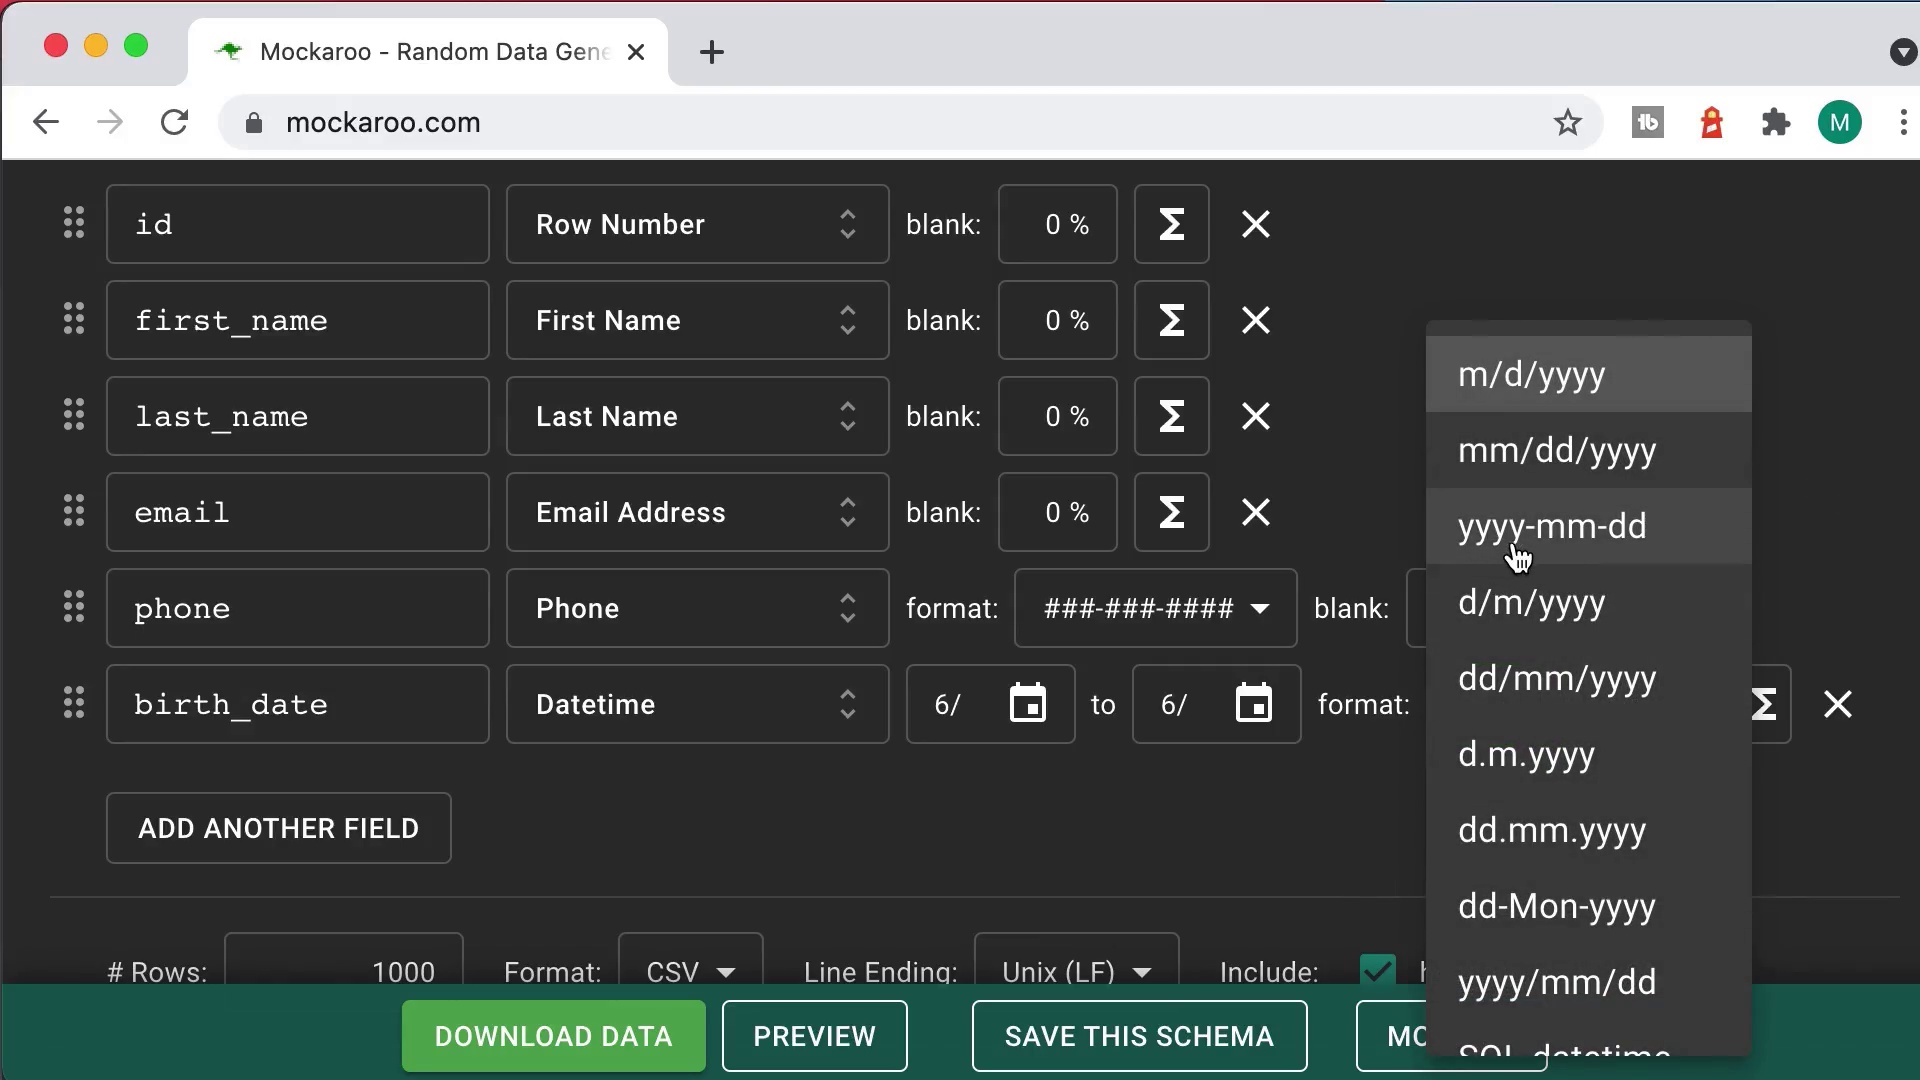 Mockaroo - Random Data Gene
mockaroo.com
M
id Row Number blank: 0 %
first_name First Name blank: 0 %
last_name Last Name blank: 0 %
email Email Address blank: 0 %
phone Phone format: ###-###-#### blank:
birth_date Datetime 6/ to 6/ format:
m/d/yyyy
mm/dd/yyyy
yyyy-mm-dd
d/m/yyyy
dd/mm/yyyy
d.m.yyyy
dd.mm.yyyy
dd-Mon-yyyy
yyyy/mm/dd
SQL datetime
ADD ANOTHER FIELD
# Rows: 1000 Format: CSV Line Ending: Unix (LF) Include:
DOWNLOAD DATA PREVIEW SAVE THIS SCHEMA